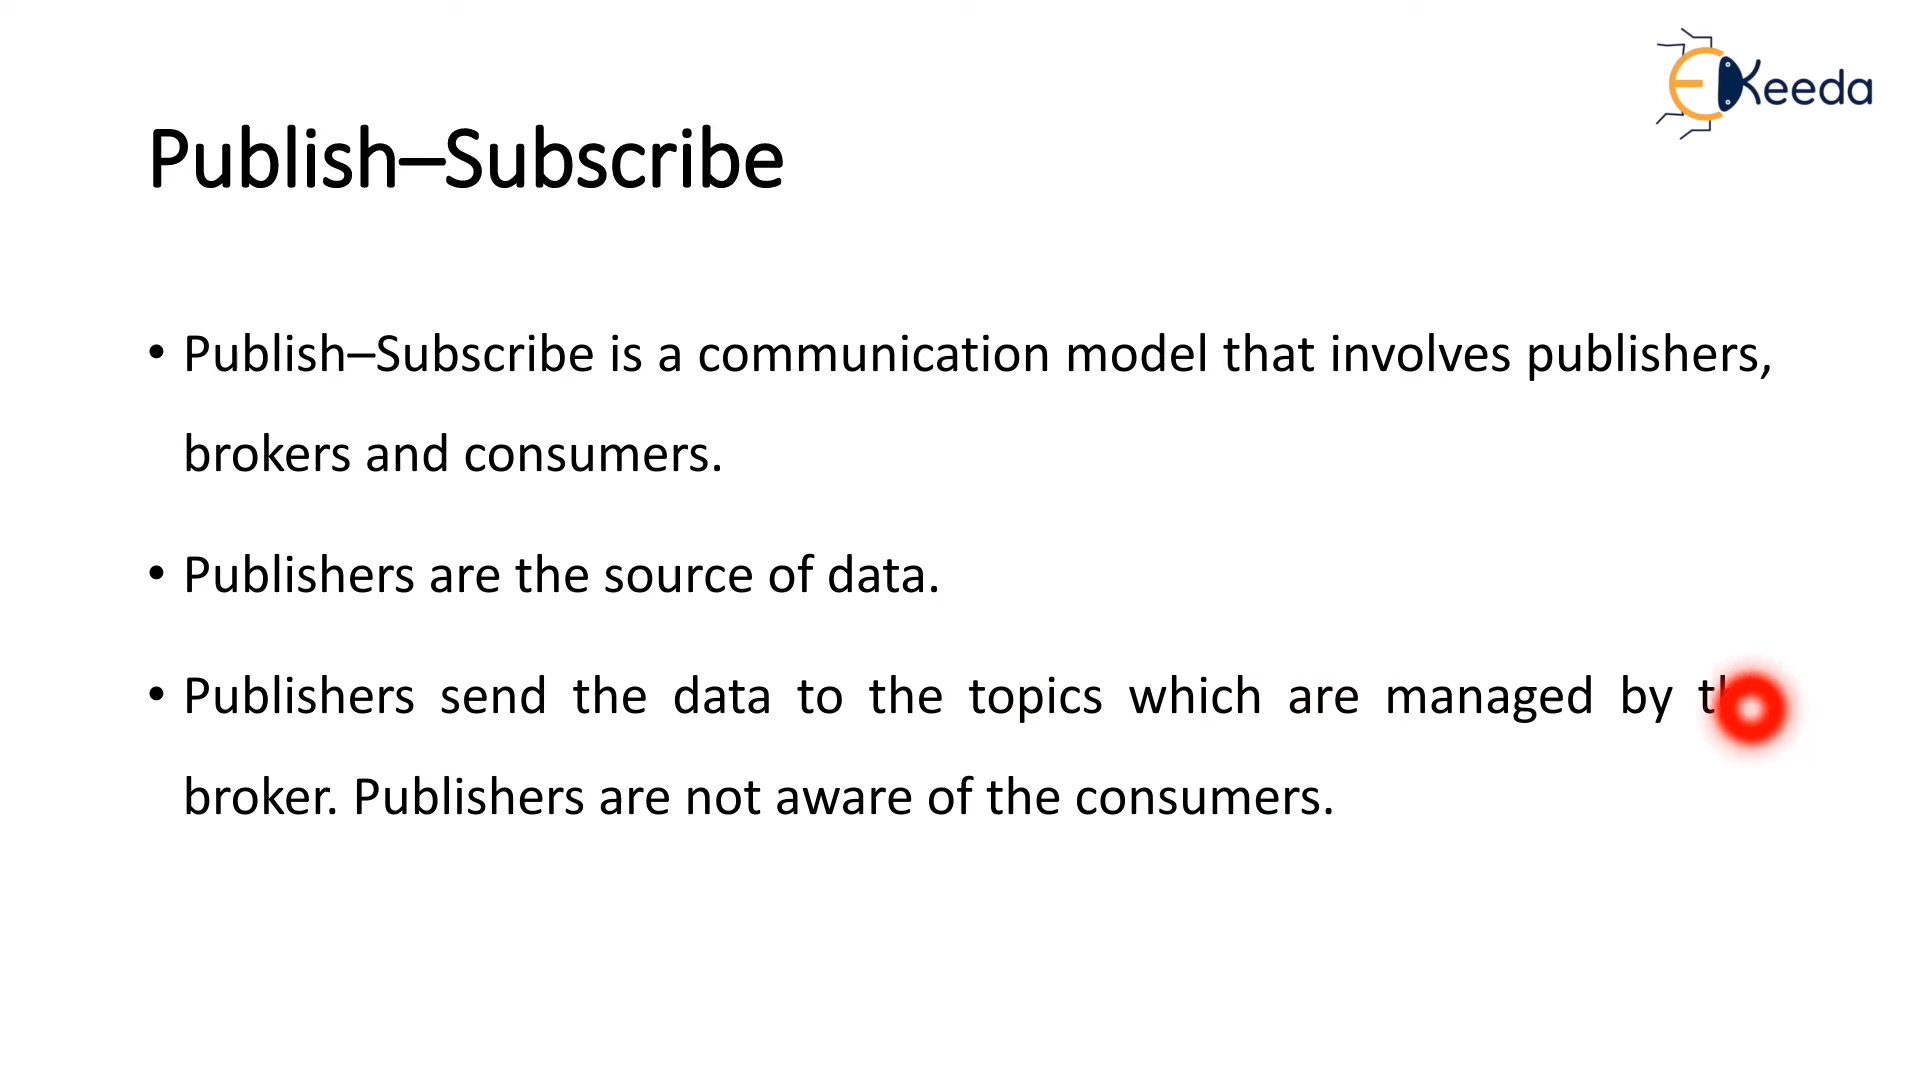 EKeeda
Publish–Subscribe
• Publish–Subscribe is a communication model that involves publishers,
brokers and consumers.
• Publishers are the source of data.
• Publishers send the data to the topics which are managed by
broker. Publishers are not aware of the consumers.